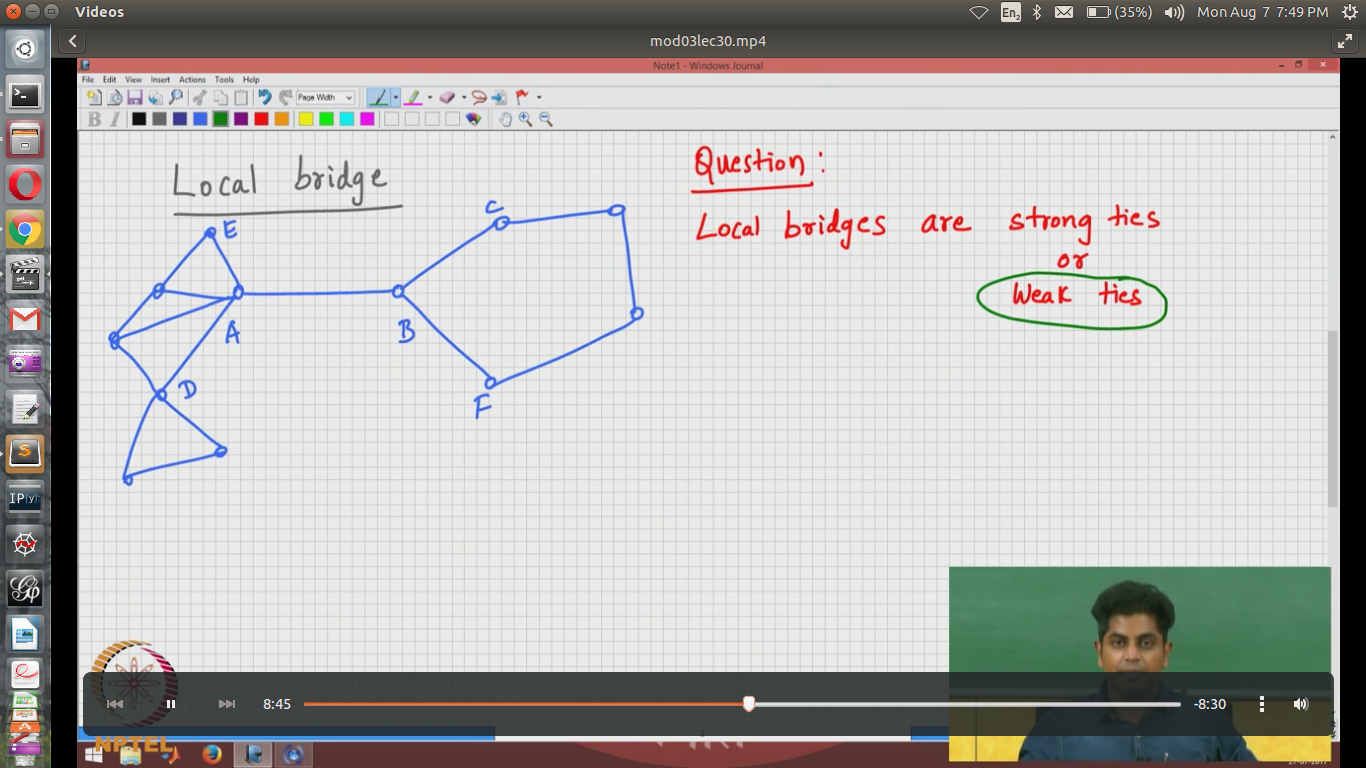 Videos
En2
(35%)
Mon Aug 7 7:49 PM
mod03lec30.mp4
Note1 - Windows Journal
File Edit View Insert Actions Tools Help
Page Width
B I
Local bridge
E
A
D
B
C
F
Question :
Local bridges are strong ties
or
Weak ties
IP[y]:
8:45
-8:30
NPTEL